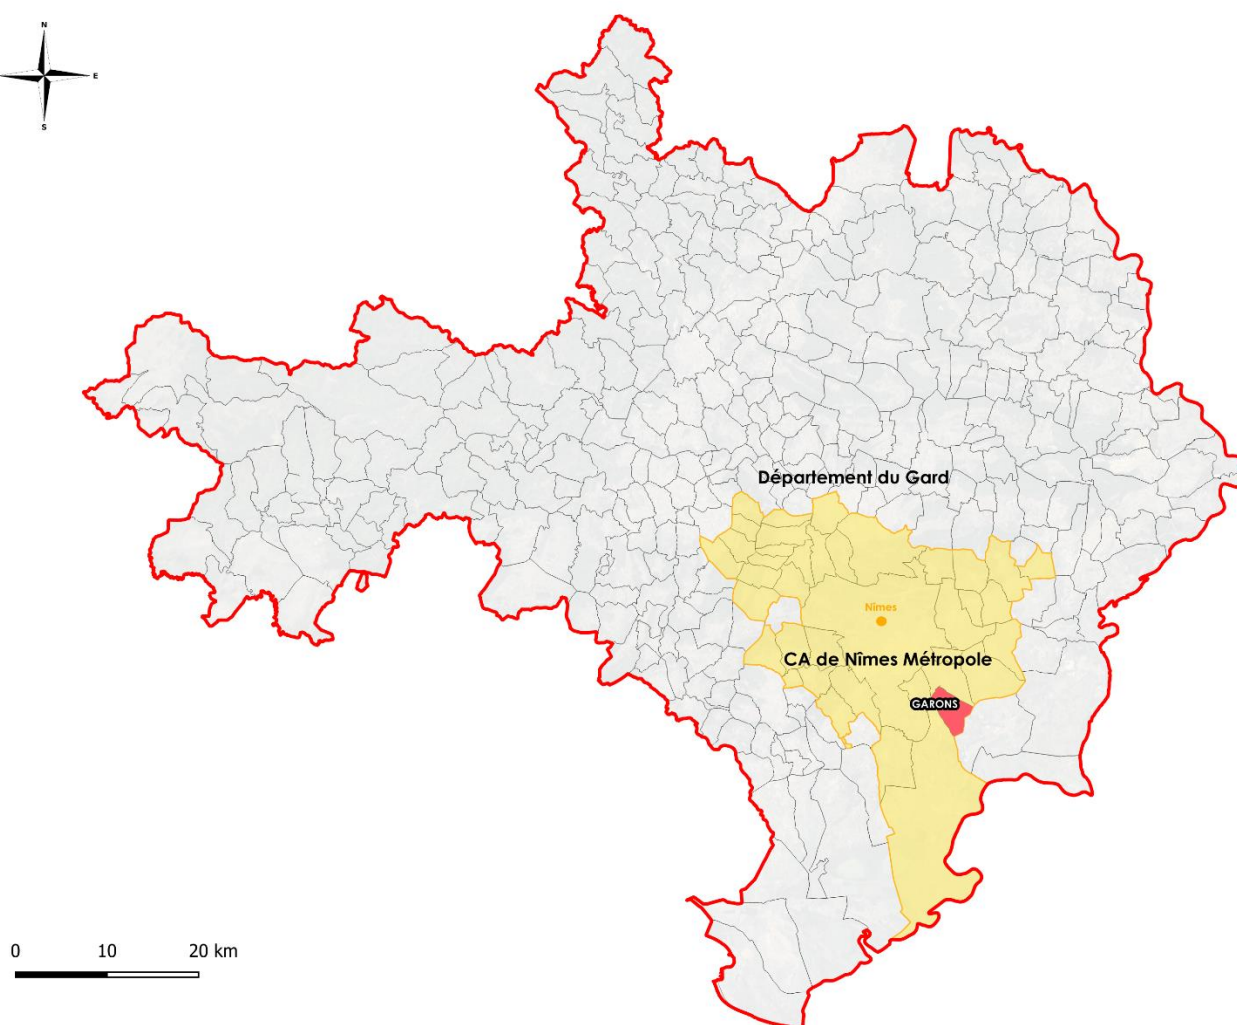 N
E
S
Département du Gard
Nîmes
CA de Nîmes Métropole
GARONS
0 10 20 km